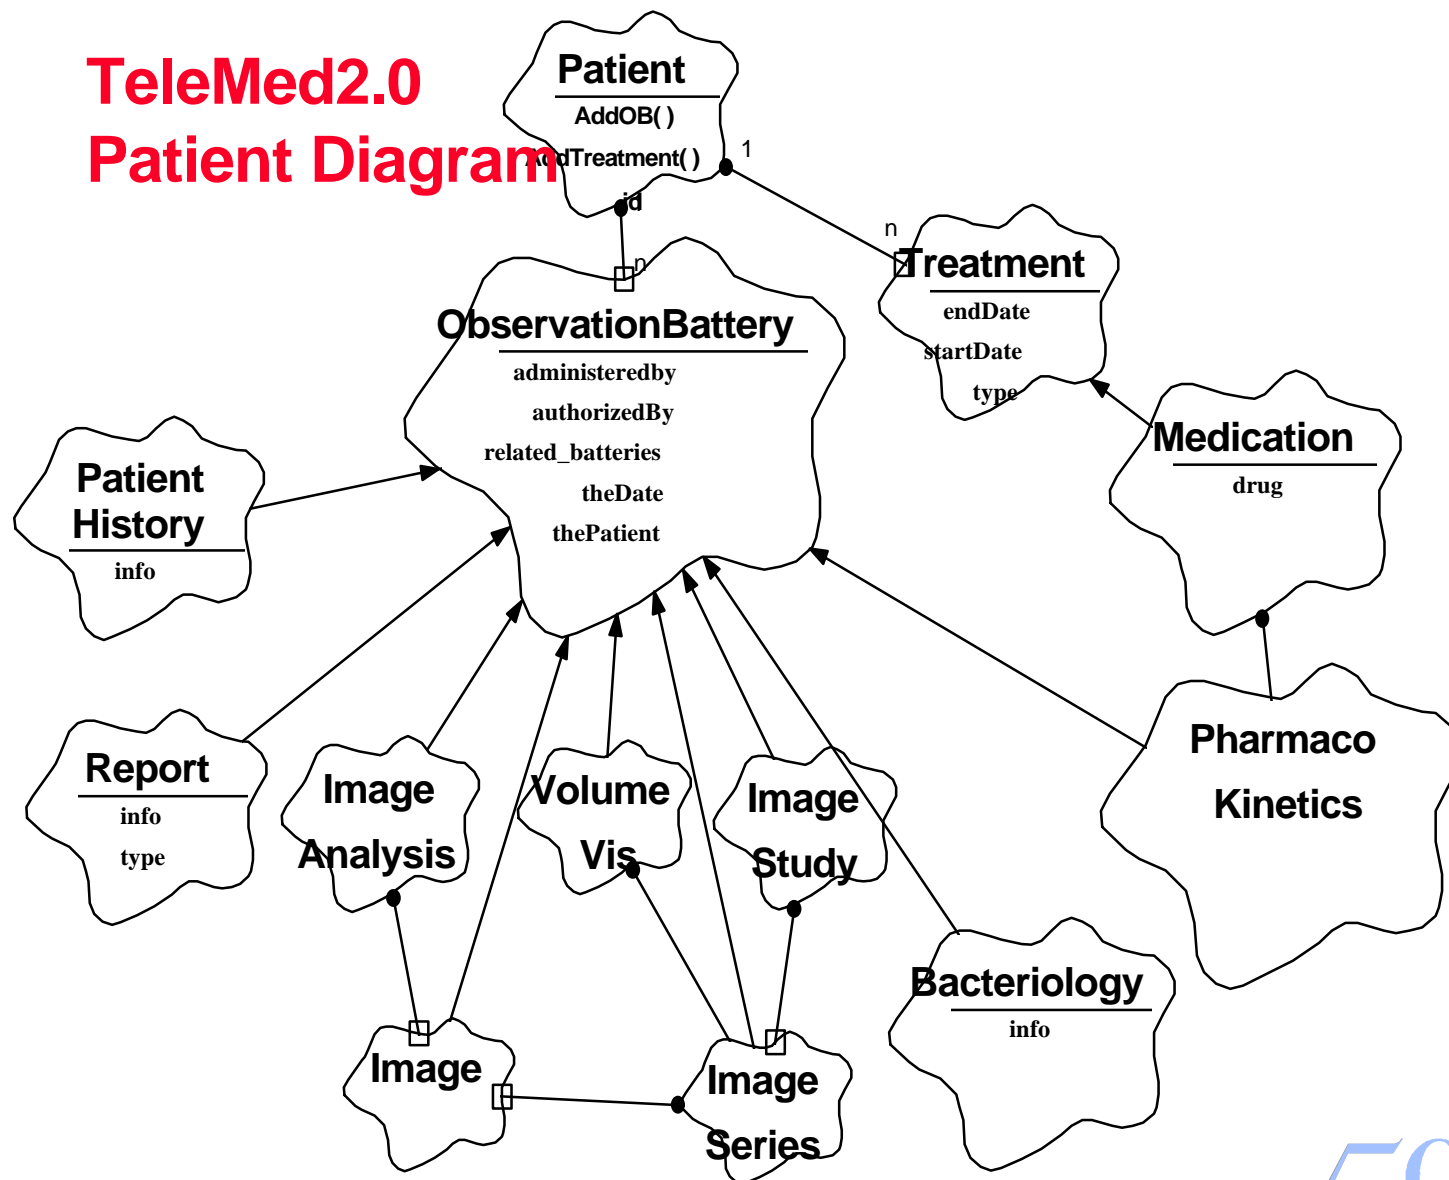 TeleMed2.0
Patient Diagram
Patient
AddOB( )
AddTreatment( )
id
1
n
n
Treatment
endDate
startDate
type
ObservationBattery
administeredby
authorizedBy
related_batteries
theDate
thePatient
Medication
drug
Patient
History
info
Report
info
type
Image
Analysis
Volume
Vis
Image
Study
Pharmaco
Kinetics
Bacteriology
info
Image
Image
Series